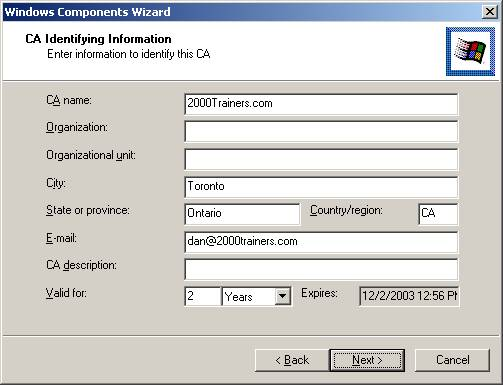 Windows Components Wizard
CA Identifying Information
Enter information to identify this CA
CA name: 2000Trainers.com
Organization:
Organizational unit:
City: Toronto
State or province: Ontario Country/region: CA
E-mail: dan@2000trainers.com
CA description:
Valid for: 2 Years Expires: 12/2/2003 12:56
< Back Next > Cancel